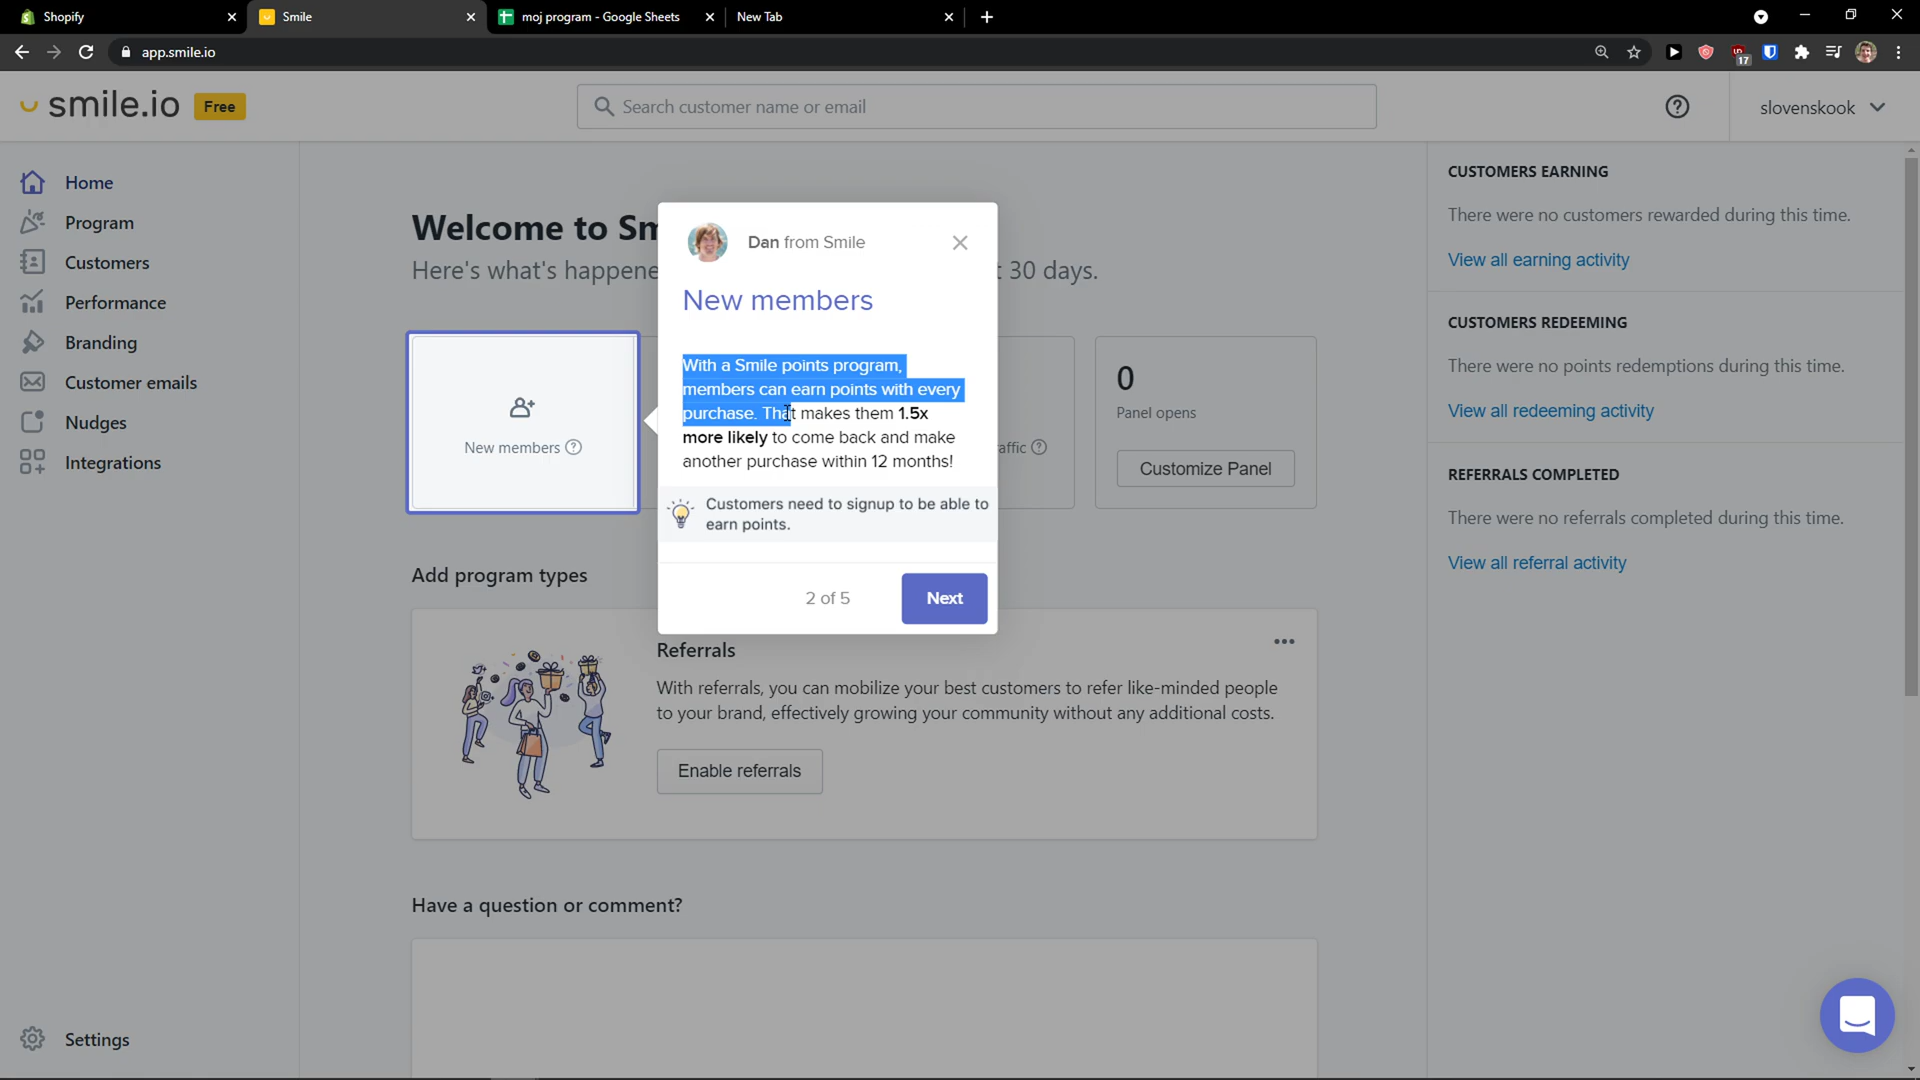 Shopify
Smile
moj program - Google Sheets
New Tab
app.smile.io
17
smile.io
Free
Search customer name or email
slovenskook
Home
Program
Customers
Performance
Branding
Customer emails
Nudges
Integrations
Settings
Welcome to Sm
Here's what's happene
30 days.
New members
affic
0
Panel opens
Customize Panel
Dan from Smile
New members
With a Smile points program,
members can earn points with every
purchase. That makes them 1.5x
more likely to come back and make
another purchase within 12 months!
Customers need to signup to be able to
earn points.
2 of 5
Next
Add program types
Referrals
With referrals, you can mobilize your best customers to refer like-minded people
to your brand, effectively growing your community without any additional costs.
Enable referrals
Have a question or comment?
CUSTOMERS EARNING
There were no customers rewarded during this time.
View all earning activity
CUSTOMERS REDEEMING
There were no points redemptions during this time.
View all redeeming activity
REFERRALS COMPLETED
There were no referrals completed during this time.
View all referral activity